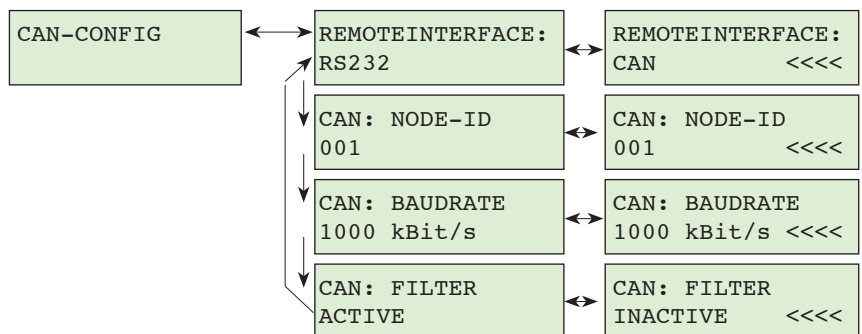 CAN-CONFIG
REMOTEINTERFACE:
RS232
REMOTEINTERFACE:
CAN <<<<
CAN: NODE-ID
001
CAN: NODE-ID
001 <<<<
CAN: BAUDRATE
1000 kBit/s
CAN: BAUDRATE
1000 kBit/s <<<<
CAN: FILTER
ACTIVE
CAN: FILTER
INACTIVE <<<<